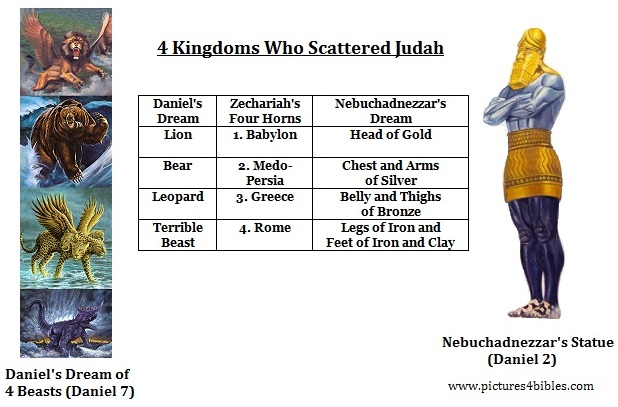 4 Kingdoms Who Scattered Judah
Daniel's
Dream
Zechariah's
Four Horns
Nebuchadnezzar's
Dream
Lion
1. Babylon
Head of Gold
Bear
2. Medo-
Persia
Chest and Arms
of Silver
Leopard
3. Greece
Belly and Thighs
of Bronze
Terrible
Beast
4. Rome
Legs of Iron and
Feet of Iron and Clay
Daniel's Dream of
4 Beasts (Daniel 7)
Nebuchadnezzar's Statue
(Daniel 2)
www.pictures4bibles.com